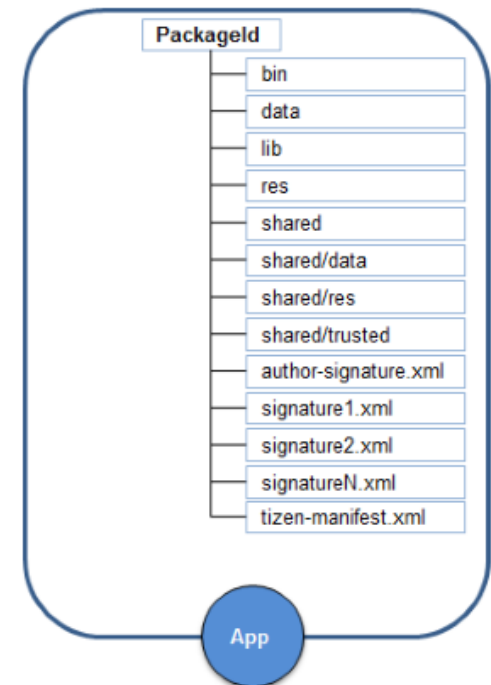 PackageId
bin
data
lib
res
shared
shared/data
shared/res
shared/trusted
author-signature.xml
signature1.xml
signature2.xml
signatureN.xml
tizen-manifest.xml
App